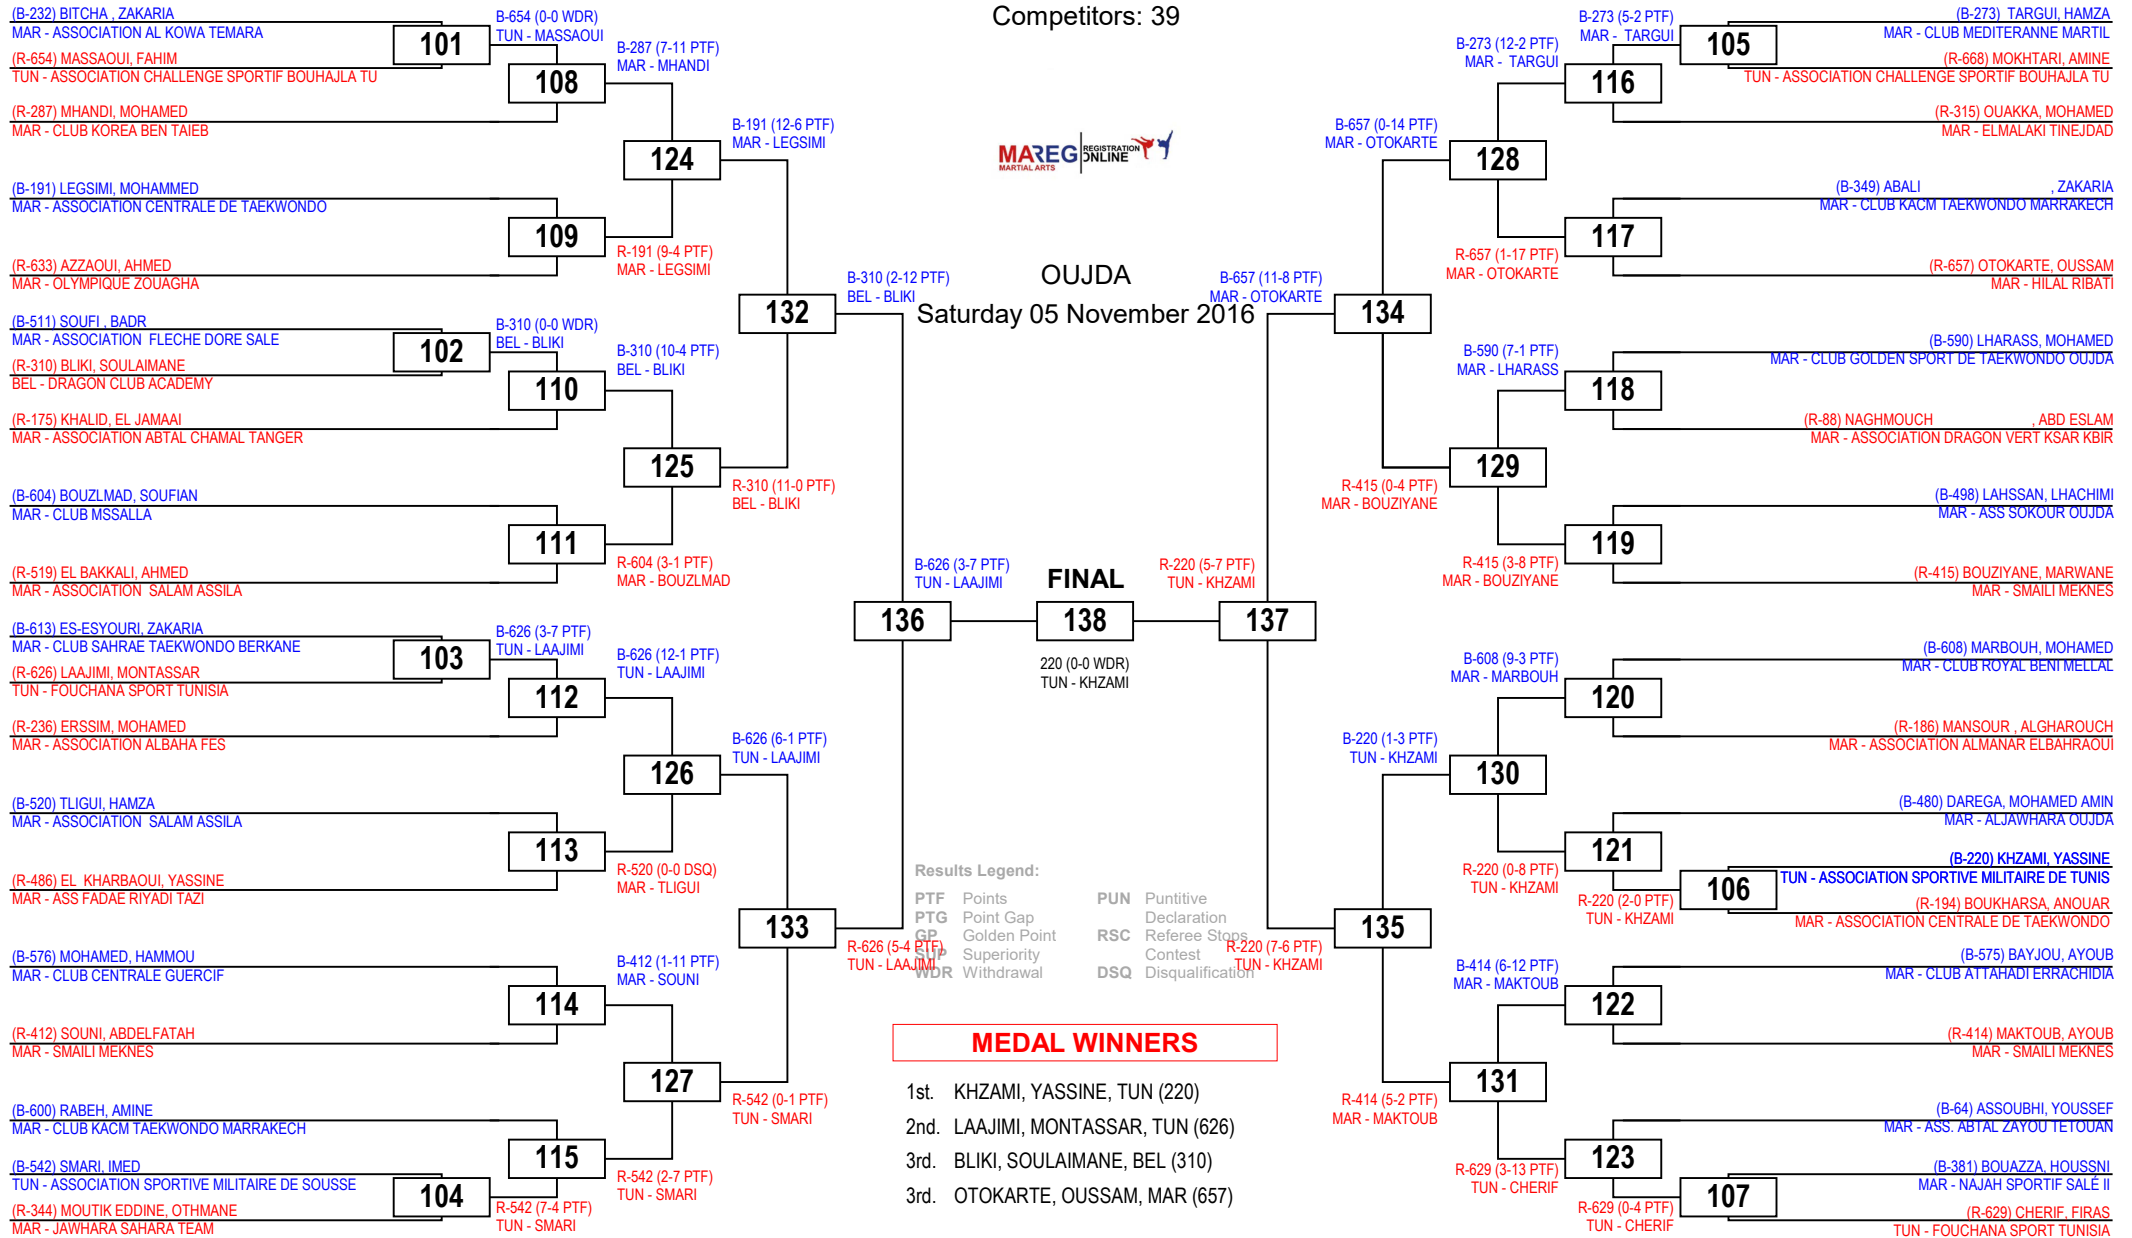 Competitors: 39
MAREG REGISTRATION ONLINE
MARTIAL ARTS
OUJDA
Saturday 05 November 2016
(B-232) BITCHA , ZAKARIA
MAR - ASSOCIATION AL KOWA TEMARA
(R-654) MASSAOUI, FAHIM
TUN - ASSOCIATION CHALLENGE SPORTIF BOUHAJLA TU
(R-287) MHANDI, MOHAMED
MAR - CLUB KOREA BEN TAIEB
(B-191) LEGSIMI, MOHAMMED
MAR - ASSOCIATION CENTRALE DE TAEKWONDO
(R-633) AZZAOUI, AHMED
MAR - OLYMPIQUE ZOUAGHA
(B-511) SOUFI , BADR
MAR - ASSOCIATION  FLECHE DORE SALE
(R-310) BLIKI, SOULAIMANE
BEL - DRAGON CLUB ACADEMY
(R-175) KHALID, EL JAMAAI
MAR - ASSOCIATION ABTAL CHAMAL TANGER
(B-604) BOUZLMAD, SOUFIAN
MAR - CLUB MSSALLA
(R-519) EL BAKKALI, AHMED
MAR - ASSOCIATION  SALAM ASSILA
(B-613) ES-ESYOURI, ZAKARIA
MAR - CLUB SAHRAE TAEKWONDO BERKANE
(R-626) LAAJIMI, MONTASSAR
TUN - FOUCHANA SPORT TUNISIA
(R-236) ERSSIM, MOHAMED
MAR - ASSOCIATION ALBAHA FES
(B-520) TLIGUI, HAMZA
MAR - ASSOCIATION  SALAM ASSILA
(R-486) EL  KHARBAOUI, YASSINE
MAR - ASS FADAE RIYADI TAZI
(B-576) MOHAMED, HAMMOU
MAR - CLUB CENTRALE GUERCIF
(R-412) SOUNI, ABDELFATAH
MAR - SMAILI MEKNES
(B-600) RABEH, AMINE
MAR - CLUB KACM TAEKWONDO MARRAKECH
(B-542) SMARI, IMED
TUN - ASSOCIATION SPORTIVE MILITAIRE DE SOUSSE
(R-344) MOUTIK EDDINE, OTHMANE
MAR - JAWHARA SAHARA TEAM
101
102
103
104
B-654 (0-0 WDR)
TUN - MASSAOUI
B-310 (0-0 WDR)
BEL - BLIKI
B-626 (3-7 PTF)
TUN - LAAJIMI
R-542 (7-4 PTF)
TUN - SMARI
108
109
110
111
112
113
114
115
B-287 (7-11 PTF)
MAR - MHANDI
R-191 (9-4 PTF)
MAR - LEGSIMI
B-310 (10-4 PTF)
BEL - BLIKI
R-604 (3-1 PTF)
MAR - BOUZLMAD
B-626 (12-1 PTF)
TUN - LAAJIMI
R-520 (0-0 DSQ)
MAR - TLIGUI
B-412 (1-11 PTF)
MAR - SOUNI
R-542 (2-7 PTF)
TUN - SMARI
124
125
126
127
B-191 (12-6 PTF)
MAR - LEGSIMI
R-310 (11-0 PTF)
BEL - BLIKI
B-626 (6-1 PTF)
TUN - LAAJIMI
R-542 (0-1 PTF)
TUN - SMARI
132
133
B-310 (2-12 PTF)
BEL - BLIKI
R-626 (5-4 PTF)
TUN - LAAJIMI
136
B-626 (3-7 PTF)
TUN - LAAJIMI
FINAL
138
220 (0-0 WDR)
TUN - KHZAMI
R-220 (5-7 PTF)
TUN - KHZAMI
137
B-657 (11-8 PTF)
MAR - OTOKARTE
R-220 (7-6 PTF)
TUN - KHZAMI
134
135
B-657 (0-14 PTF)
MAR - OTOKARTE
R-415 (0-4 PTF)
MAR - BOUZIYANE
B-220 (1-3 PTF)
TUN - KHZAMI
R-414 (5-2 PTF)
MAR - MAKTOUB
128
129
130
131
B-273 (12-2 PTF)
MAR -  TARGUI
R-657 (1-17 PTF)
MAR - OTOKARTE
B-590 (7-1 PTF)
MAR - LHARASS
R-415 (3-8 PTF)
MAR - BOUZIYANE
B-608 (9-3 PTF)
MAR - MARBOUH
R-220 (0-8 PTF)
TUN - KHZAMI
B-414 (6-12 PTF)
MAR - MAKTOUB
R-629 (3-13 PTF)
TUN - CHERIF
116
117
118
119
120
121
122
123
B-273 (5-2 PTF)
MAR -  TARGUI
R-220 (2-0 PTF)
TUN - KHZAMI
R-629 (0-4 PTF)
TUN - CHERIF
105
106
107
(B-273)  TARGUI, HAMZA
MAR - CLUB MEDITERANNE MARTIL
(R-668) MOKHTARI, AMINE
TUN - ASSOCIATION CHALLENGE SPORTIF BOUHAJLA TU
(R-315) OUAKKA, MOHAMED
MAR - ELMALAKI TINEJDAD
(B-349) ABALI , ZAKARIA
MAR - CLUB KACM TAEKWONDO MARRAKECH
(R-657) OTOKARTE, OUSSAM
MAR - HILAL RIBATI
(B-590) LHARASS, MOHAMED
MAR - CLUB GOLDEN SPORT DE TAEKWONDO OUJDA
(R-88) NAGHMOUCH , ABD ESLAM
MAR - ASSOCIATION DRAGON VERT KSAR KBIR
(B-498) LAHSSAN, LHACHIMI
MAR - ASS SOKOUR OUJDA
(R-415) BOUZIYANE, MARWANE
MAR - SMAILI MEKNES
(B-608) MARBOUH, MOHAMED
MAR - CLUB ROYAL BENI MELLAL
(R-186) MANSOUR , ALGHAROUCH
MAR - ASSOCIATION ALMANAR ELBAHRAOUI
(B-480) DAREGA, MOHAMED AMIN
MAR - ALJAWHARA OUJDA
(B-220) KHZAMI, YASSINE
TUN - ASSOCIATION SPORTIVE MILITAIRE DE TUNIS
(R-194) BOUKHARSA, ANOUAR
MAR - ASSOCIATION CENTRALE DE TAEKWONDO
(B-575) BAYJOU, AYOUB
MAR - CLUB ATTAHADI ERRACHIDIA
(R-414) MAKTOUB, AYOUB
MAR - SMAILI MEKNES
(B-64) ASSOUBHI, YOUSSEF
MAR - ASS. ABTAL ZAYOU TETOUAN
(B-381) BOUAZZA, HOUSSNI
MAR - NAJAH SPORTIF SALÉ II
(R-629) CHERIF, FIRAS
TUN - FOUCHANA SPORT TUNISIA
Results Legend:
PTF Points
PTG Point Gap
GP Golden Point
SUP Superiority
WDR Withdrawal
PUN Puntitive
Declaration
RSC Referee Stops
Contest
DSQ Disqualification
MEDAL WINNERS
1st. KHZAMI, YASSINE, TUN (220)
2nd. LAAJIMI, MONTASSAR, TUN (626)
3rd. BLIKI, SOULAIMANE, BEL (310)
3rd. OTOKARTE, OUSSAM, MAR (657)